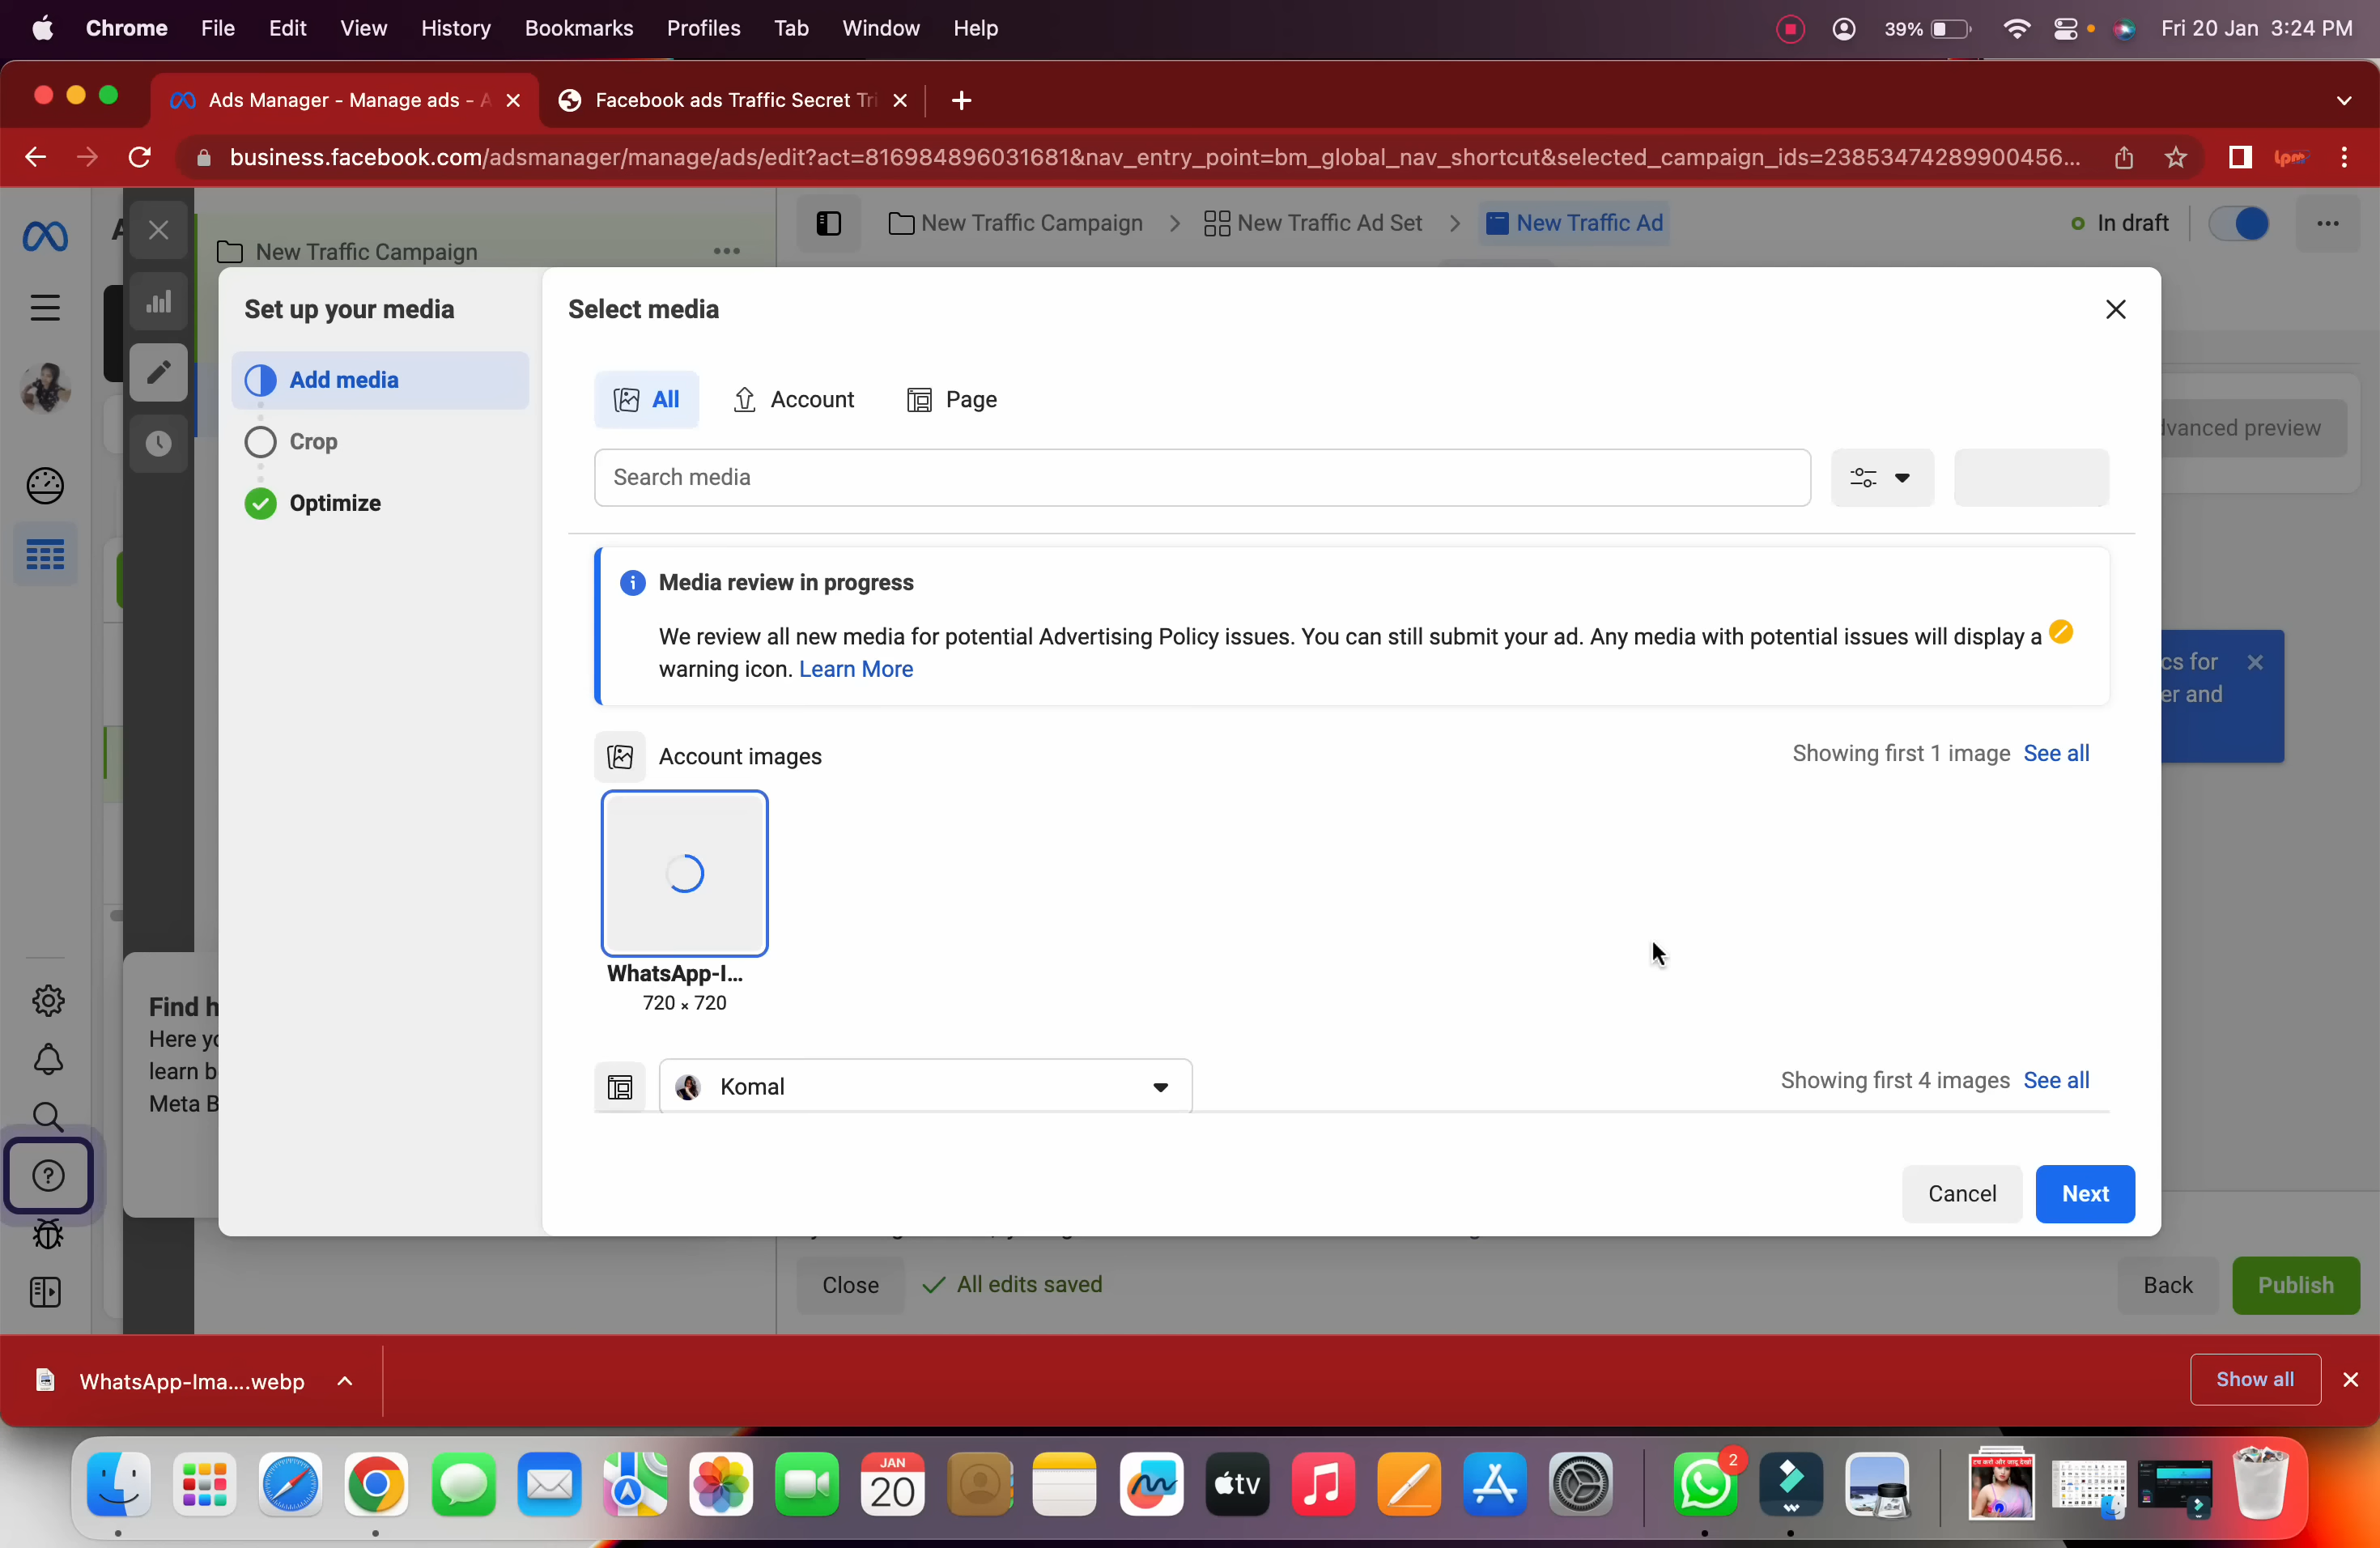 Chrome File Edit View History Bookmarks Profiles Tab Window Help 39% Fri 20 Jan 3:24 PM
Ads Manager - Manage ads - A Facebook ads Traffic Secret Tri
business.facebook.com/adsmanager/manage/ads/edit?act=816984896031681&nav_entry_point=bm_global_nav_shortcut&selected_campaign_ids=23853474289900456...
New Traffic Campaign New Traffic Ad Set New Traffic Ad In draft
New Traffic Campaign
Set up your media
Add media
Crop
Optimize
Select media
All Account Page
Search media
Media review in progress
We review all new media for potential Advertising Policy issues. You can still submit your ad. Any media with potential issues will display a
warning icon. Learn More
Account images Showing first 1 image See all
WhatsApp-I...
720 × 720
Komal Showing first 4 images See all
Cancel Next
dvanced preview
cs for
er and
Find h
Here yo
learn b
Meta B
Close All edits saved Back Publish
WhatsApp-Ima....webp Show all
JAN
20
tv
2